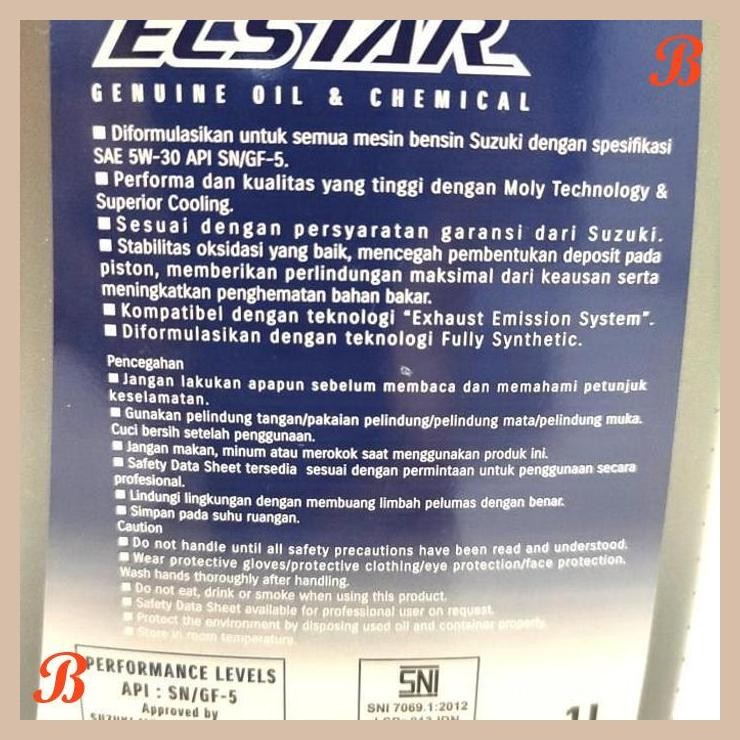 ECSTAR
B
GENUINE OIL & CHEMICAL
■ Diformulasikan untuk semua mesin bensin Suzuki dengan spesifikasi
SAE 5W-30 API SN/GF-5.
■ Performa dan kualitas yang tinggi dengan Moly Technology &
Superior Cooling.
■ Sesuai dengan persyaratan garansi dari Suzuki.
■ Stabilitas oksidasi yang baik, mencegah pembentukan deposit pada
piston, memberikan perlindungan maksimal dari keausan serta
meningkatkan penghematan bahan bakar.
■ Kompatibel dengan teknologi "Exhaust Emission System".
■ Diformulasikan dengan teknologi Fully Synthetic.
Pencegahan
■ Jangan lakukan apapun sebelum membaca dan memahami petunjuk
keselamatan.
■ Gunakan pelindung tangan/pakaian pelindung/pelindung mata/pelindung muka.
Cuci bersih setelah penggunaan.
■ Jangan makan, minum atau merokok saat menggunakan produk ini.
■ Safety Data Sheet tersedia sesuai dengan permintaan untuk penggunaan secara
profesional.
■ Lindungi lingkungan dengan membuang limbah pelumas dengan benar.
■ Simpan pada suhu ruangan.
Caution
■ Do not handle until all safety precautions have been read and understood.
■ Wear protective gloves/protective clothing/eye protection/face protection.
Wash hands thoroughly after handling.
■ Do not eat, drink or smoke when using this product.
■ Safety Data Sheet available for professional user on request.
■ Protect the environment by disposing used oil and container properly.
■ Store in room temperature.
B
PERFORMANCE LEVELS
API : SN/GF-5
Approved by
SNI
SNI 7069.1:2012
1L